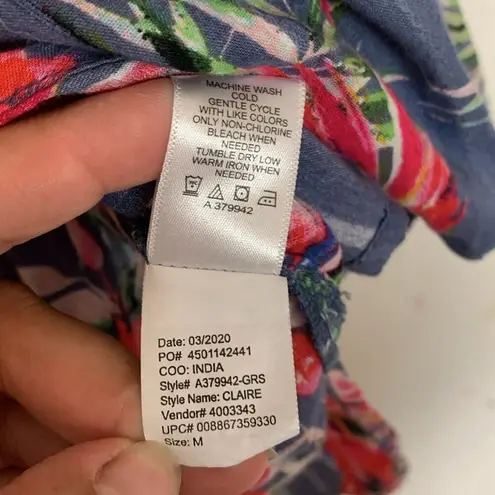 MACHINE WASH
COLD
GENTLE CYCLE
WITH LIKE COLORS
ONLY NON-CHLORINE
BLEACH WHEN
NEEDED
TUMBLE DRY LOW
WARM IRON WHEN
NEEDED
A 379942
Date: 03/2020
PO# 4501142441
COO: INDIA
Style# A379942-GRS
Style Name: CLAIRE
Vendor# 4003343
UPC# 008867359330
Size: M